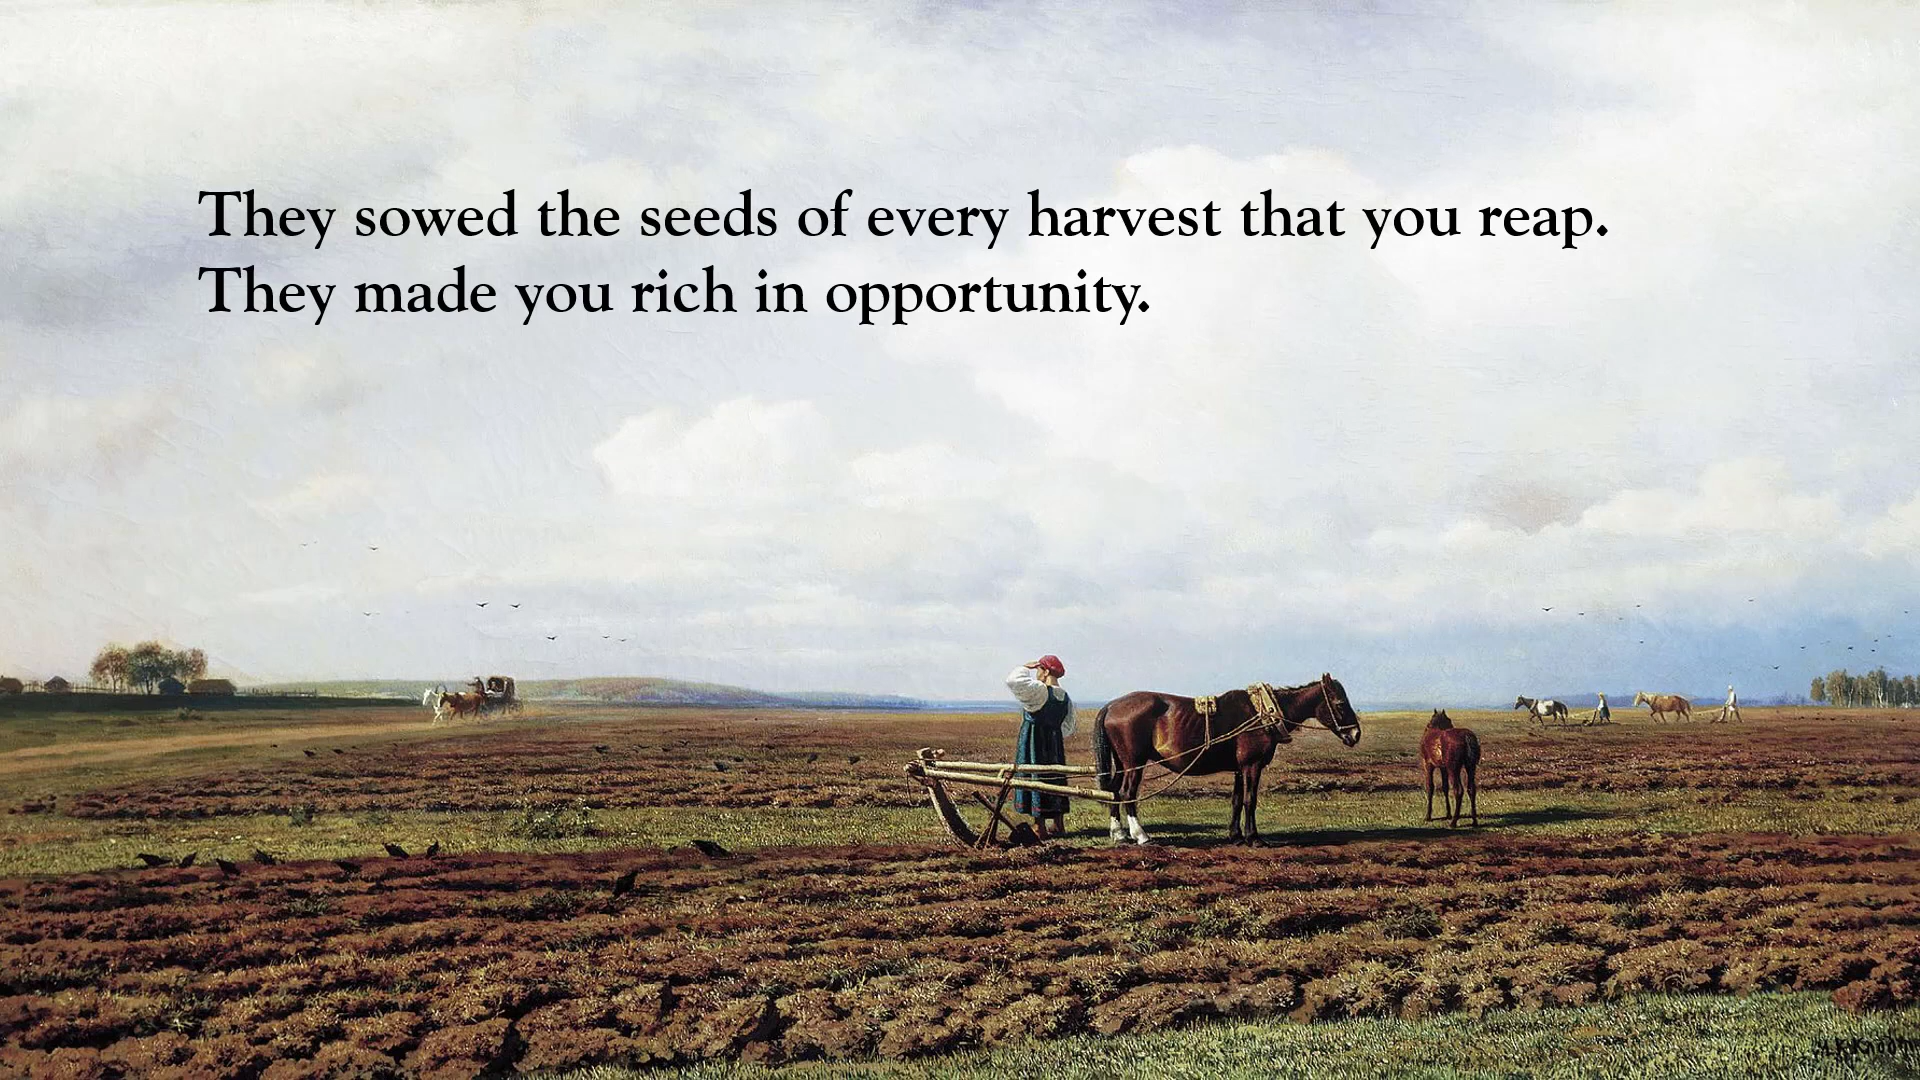 They sowed the seeds of every harvest that you reap.
They made you rich in opportunity.